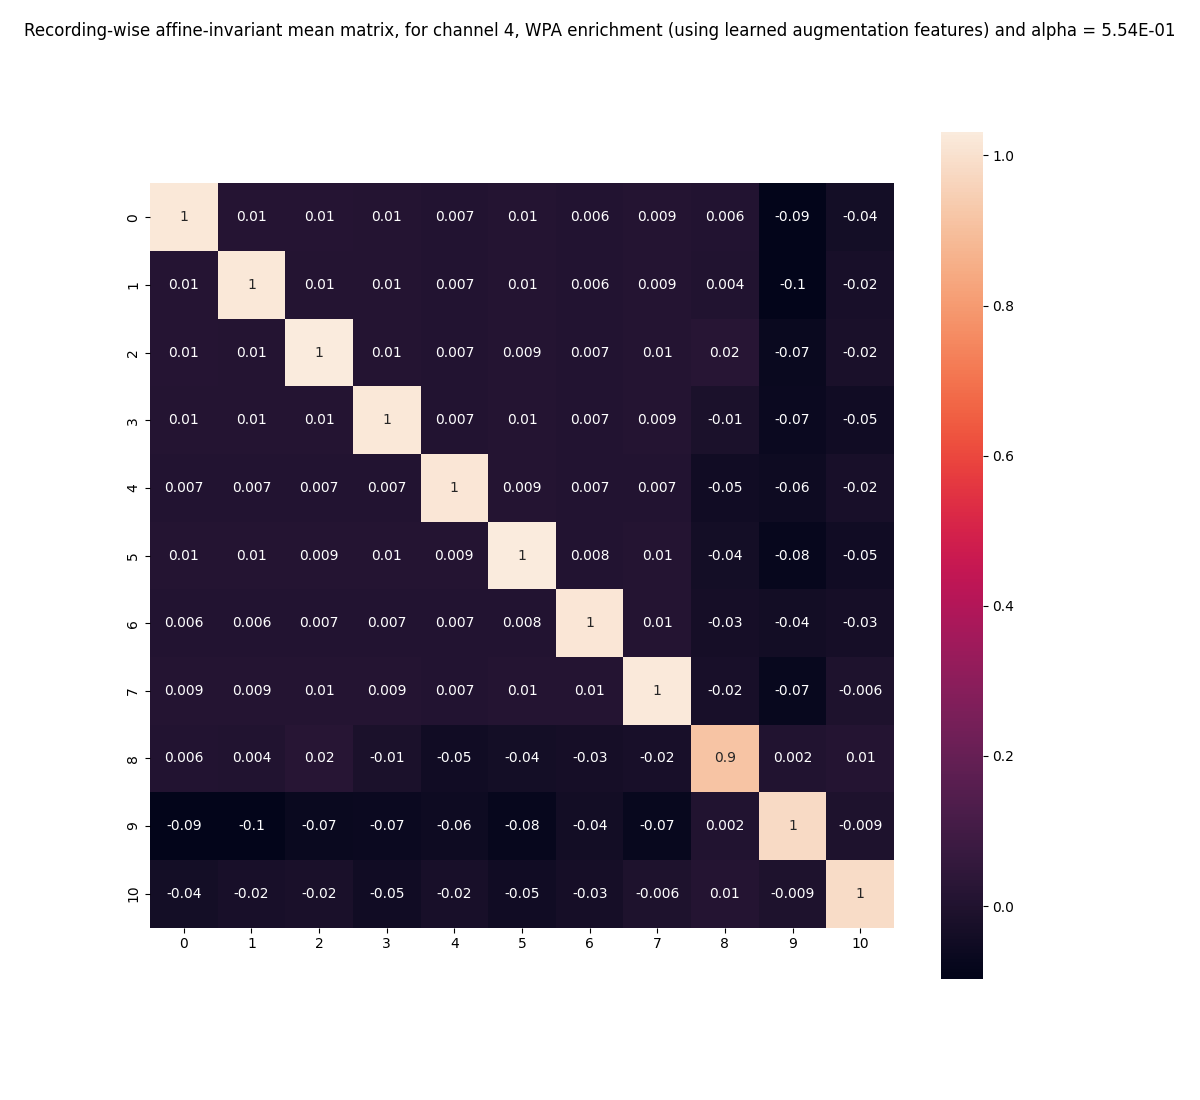 Recording-wise affine-invariant mean matrix, for channel 4, WPA enrichment (using learned augmentation features) and alpha = 5.54E-01
1.0
0 1 0.01 0.01 0.01 0.007 0.01 0.006 0.009 0.006 -0.09 -0.04
1 0.01 1 0.01 0.01 0.007 0.01 0.006 0.009 0.004 -0.1 -0.02
0.8
2 0.01 0.01 1 0.01 0.007 0.009 0.007 0.01 0.02 -0.07 -0.02
3 0.01 0.01 0.01 1 0.007 0.01 0.007 0.009 -0.01 -0.07 -0.05
0.6
4 0.007 0.007 0.007 0.007 1 0.009 0.007 0.007 -0.05 -0.06 -0.02
5 0.01 0.01 0.009 0.01 0.009 1 0.008 0.01 -0.04 -0.08 -0.05
0.4
6 0.006 0.006 0.007 0.007 0.007 0.008 1 0.01 -0.03 -0.04 -0.03
7 0.009 0.009 0.01 0.009 0.007 0.01 0.01 1 -0.02 -0.07 -0.006
0.2
8 0.006 0.004 0.02 -0.01 -0.05 -0.04 -0.03 -0.02 0.9 0.002 0.01
9 -0.09 -0.1 -0.07 -0.07 -0.06 -0.08 -0.04 -0.07 0.002 1 -0.009
10 -0.04 -0.02 -0.02 -0.05 -0.02 -0.05 -0.03 -0.006 0.01 -0.009 1
0.0
0 1 2 3 4 5 6 7 8 9 10